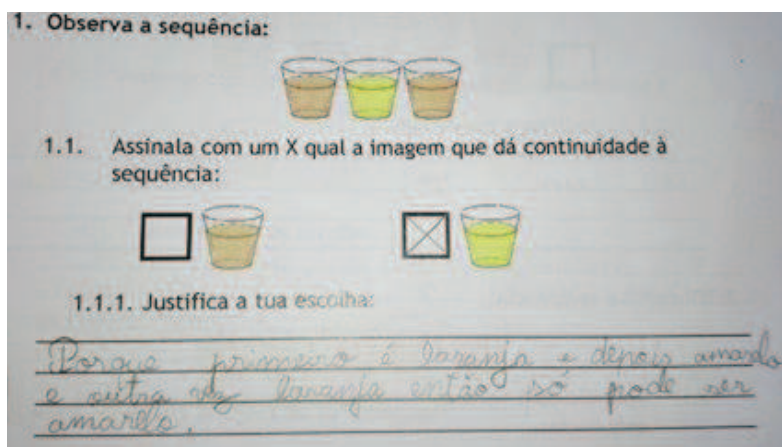 1. Observa a sequência:
1.1. Assinala com um X qual a imagem que dá continuidade à
sequência:
1.1.1. Justifica a tua escolha:
Porque primeiro é laranja e depois amarelo
e outra vez laranja então só pode ser
amarelo.